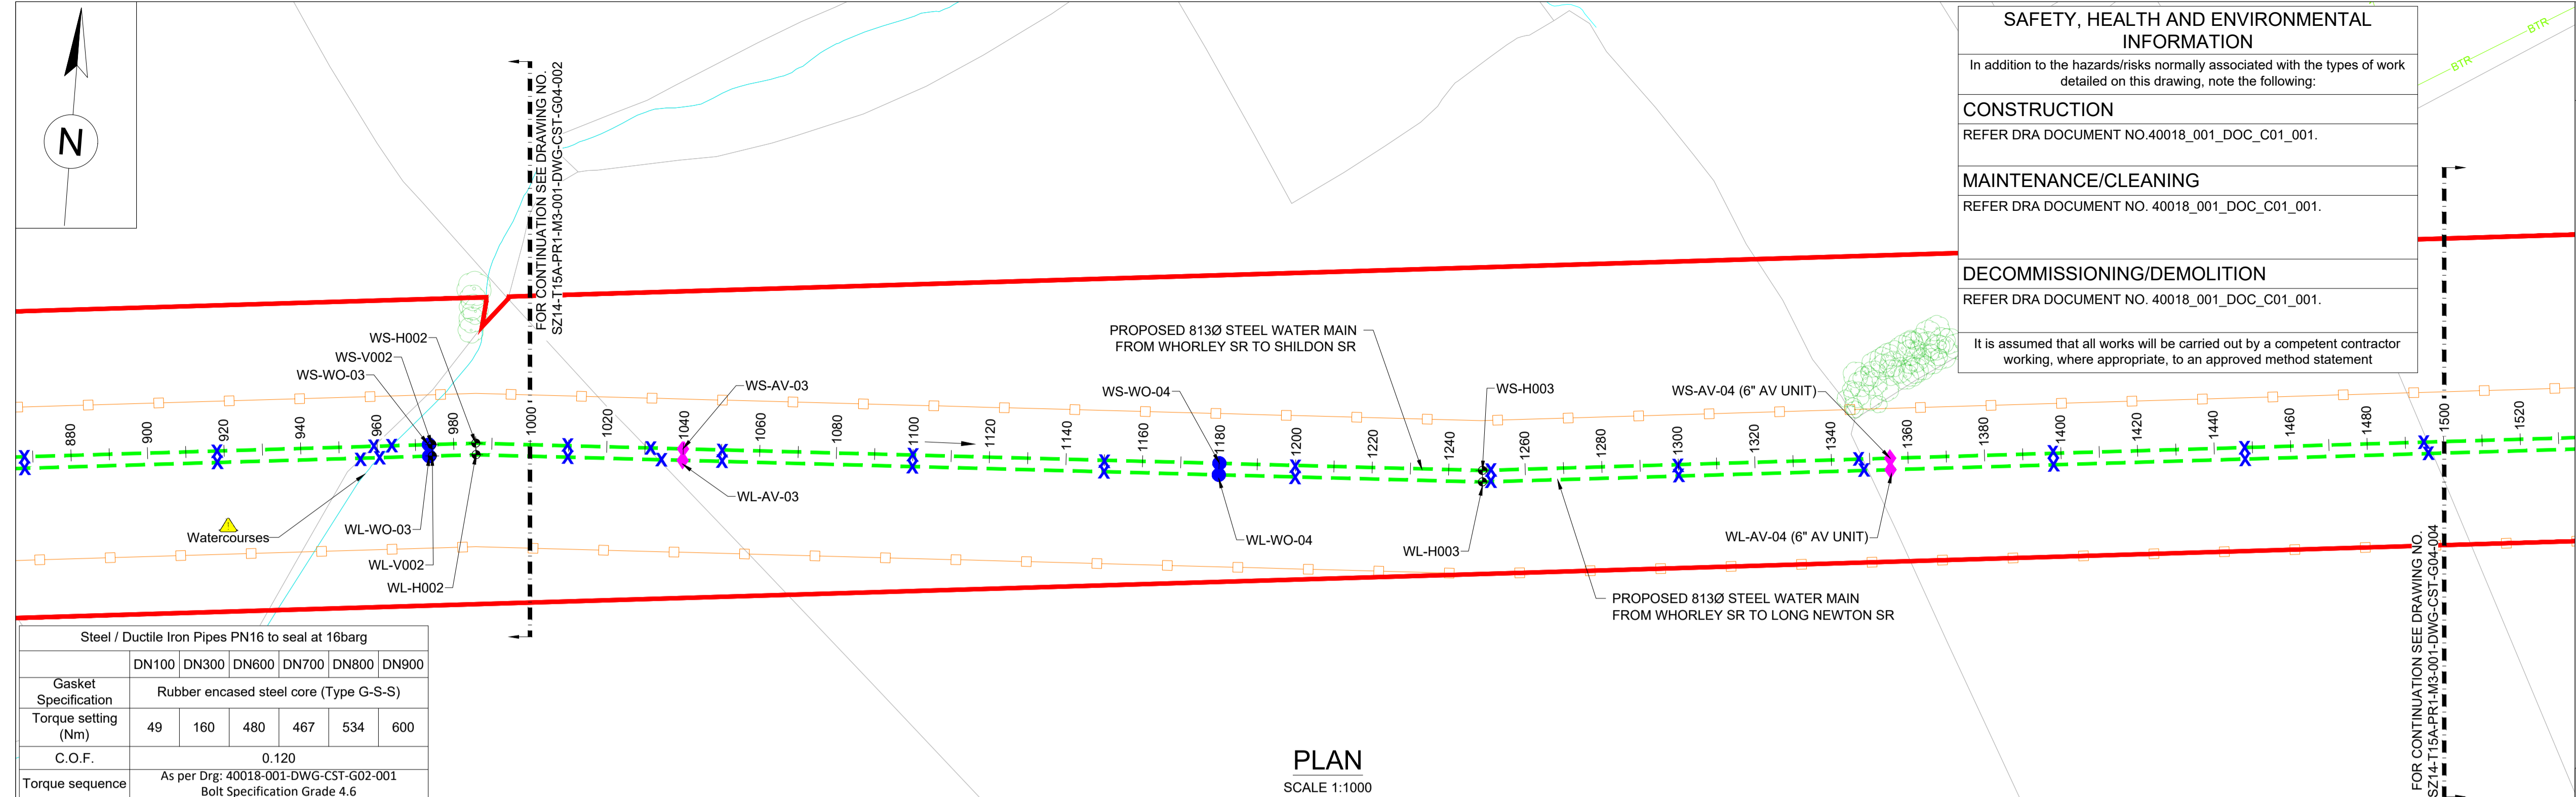 N
FOR CONTINUATION SEE DRAWING NO.
SZ14-T15A-PR1-M3-001-DWG-CST-G04-002
SAFETY, HEALTH AND ENVIRONMENTAL
INFORMATION
In addition to the hazards/risks normally associated with the types of work
detailed on this drawing, note the following:
CONSTRUCTION
REFER DRA DOCUMENT NO.40018_001_DOC_C01_001.
MAINTENANCE/CLEANING
REFER DRA DOCUMENT NO. 40018_001_DOC_C01_001.
DECOMMISSIONING/DEMOLITION
REFER DRA DOCUMENT NO. 40018_001_DOC_C01_001.
It is assumed that all works will be carried out by a competent contractor
working, where appropriate, to an approved method statement
BTR
BTR
WS-H002
WS-V002
WS-WO-03
WS-AV-03
PROPOSED 813Ø STEEL WATER MAIN
FROM WHORLEY SR TO SHILDON SR
WS-WO-04
WS-H003
WS-AV-04 (6" AV UNIT)
880
900
920
940
960
980
1000
1020
1040
1060
1080
1100
1120
1140
1160
1180
1200
1220
1240
1260
1280
1300
1320
1340
1360
1380
1400
1420
1440
1460
1480
1500
1520
Watercourses
WL-WO-03
WL-V002
WL-H002
WL-AV-03
WL-WO-04
WL-H003
WL-AV-04 (6" AV UNIT)
PROPOSED 813Ø STEEL WATER MAIN
FROM WHORLEY SR TO LONG NEWTON SR
FOR CONTINUATION SEE DRAWING NO.
SZ14-T15A-PR1-M3-001-DWG-CST-G04-004
Steel / Ductile Iron Pipes PN16 to seal at 16barg
DN100 DN300 DN600 DN700 DN800 DN900
Gasket
Specification
Rubber encased steel core (Type G-S-S)
Torque setting
(Nm)
49 160 480 467 534 600
C.O.F. 0.120
Torque sequence
As per Drg: 40018-001-DWG-CST-G02-001
Bolt Specification Grade 4.6
PLAN
SCALE 1:1000